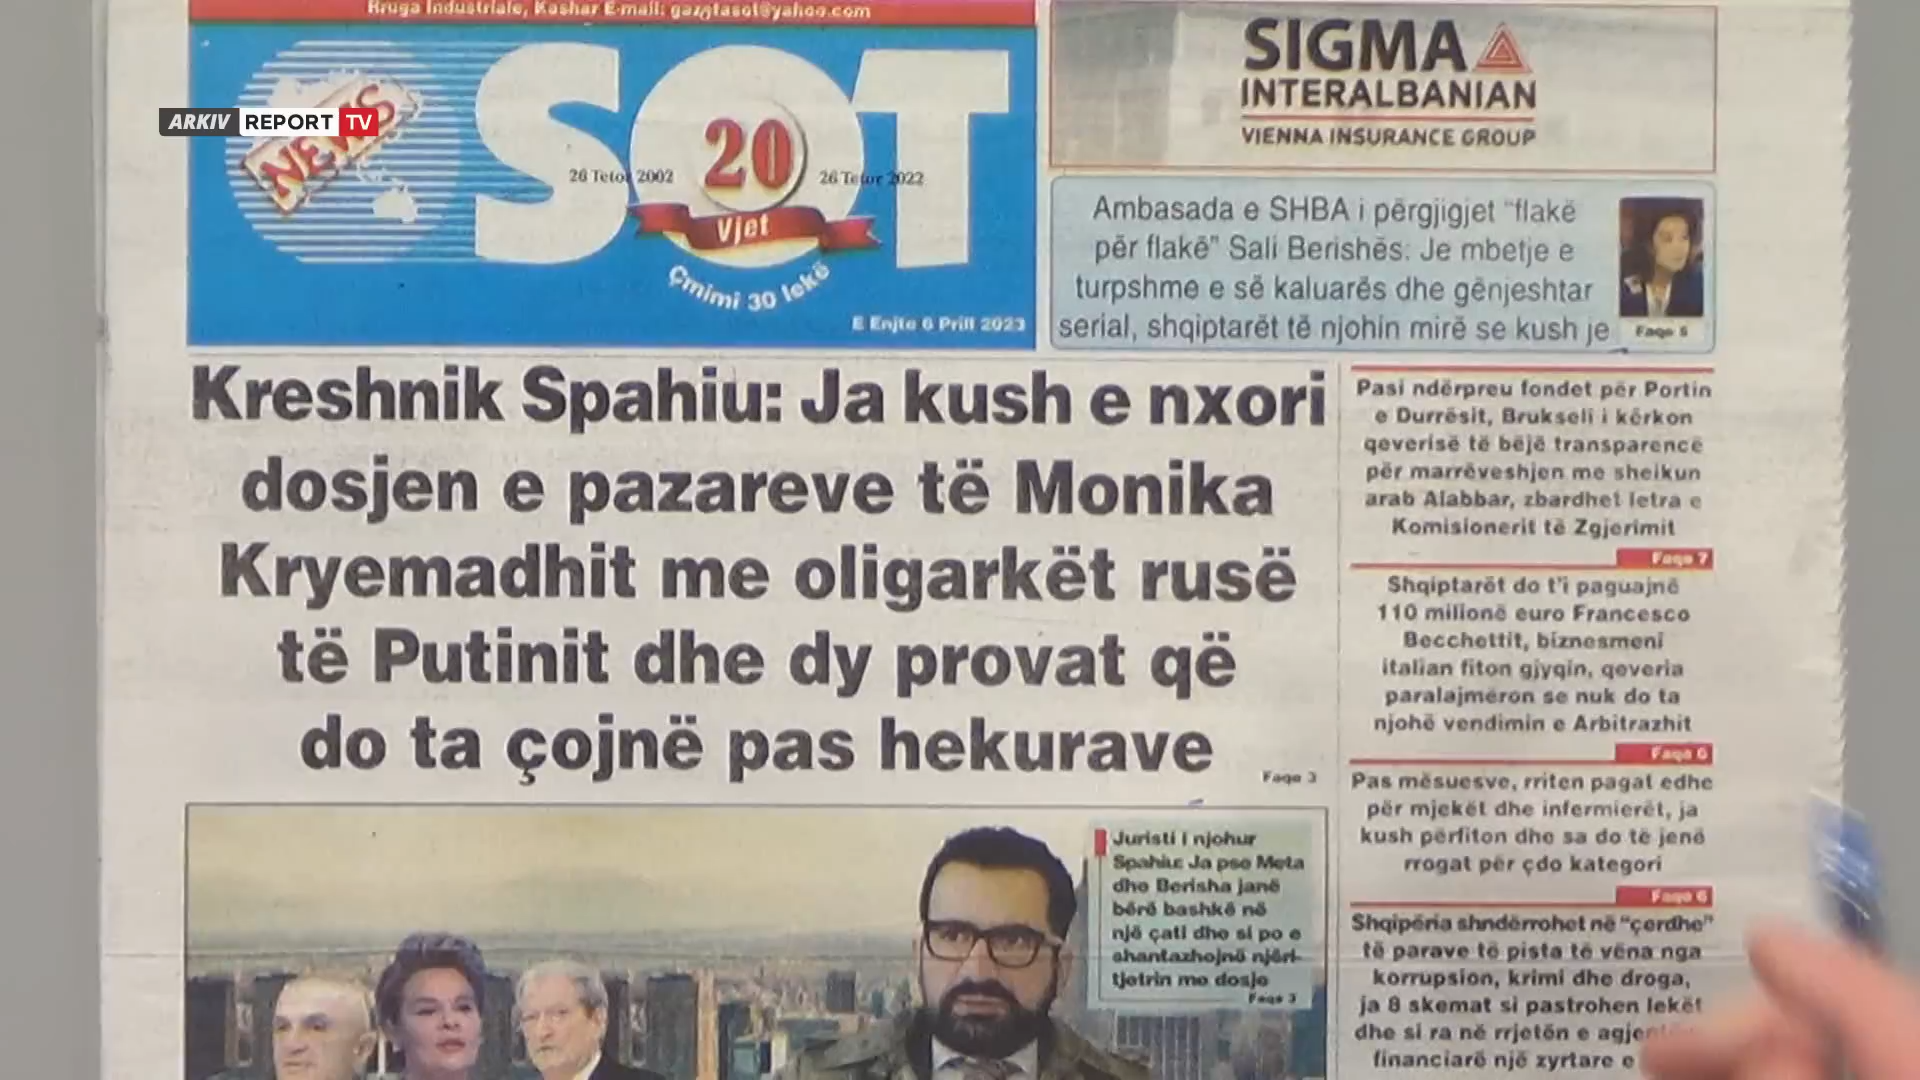 Rruga Industriale, Kashar E-mail: gazetasot@yahoo.com
ARKIV REPORT TV
NEWS
SOT
26 Tetor 2002
20
26 Tetor 2022
Vjet
Çmimi 30 lekë
E Enjte 6 Prill 2023
SIGMA
INTERALBANIAN
VIENNA INSURANCE GROUP
Ambasada e SHBA i përgjigjet "flakë
për flakë" Sali Berishës: Je mbetje e
turpshme e së kaluarës dhe gënjeshtar
serial, shqiptarët të njohin mirë se kush je
Faqe 5
Kreshnik Spahiu: Ja kush e nxori
dosjen e pazareve të Monika
Kryemadhit me oligarkët rusë
të Putinit dhe dy provat që
do ta çojnë pas hekurave
Faqe 3
Juristi i njohur
Spahiu: Ja pse Meta
dhe Berisha janë
bërë bashkë në
një çati dhe si po e
shantazhojnë njëri-
tjetrin me dosje
Faqe 3
Pasi ndërpreu fondet për Portin
e Durrësit, Brukseli i kërkon
qeverisë të bëjë transparencë
për marrëveshjen me sheikun
arab Alabbar, zbardhet letra e
Komisionerit të Zgjerimit
Faqe 7
Shqiptarët do t'i paguajnë
110 milionë euro Francesco
Becchettit, biznesmeni
italian fiton gjyqin, qeveria
paralajmëron se nuk do ta
njohë vendimin e Arbitrazhit
Faqe 6
Pas mësuesve, rriten pagat edhe
për mjekët dhe infermierët, ja
kush përfiton dhe sa do të jenë
rrogat për çdo kategori
Faqe 6
Shqipëria shndërrohet në "çerdhe"
të parave të pista të vëna nga
korrupsion, krimi dhe droga,
ja 8 skemat si pastrohen lekët
dhe si ra në rrjetën e
financiarë një zyrtare e